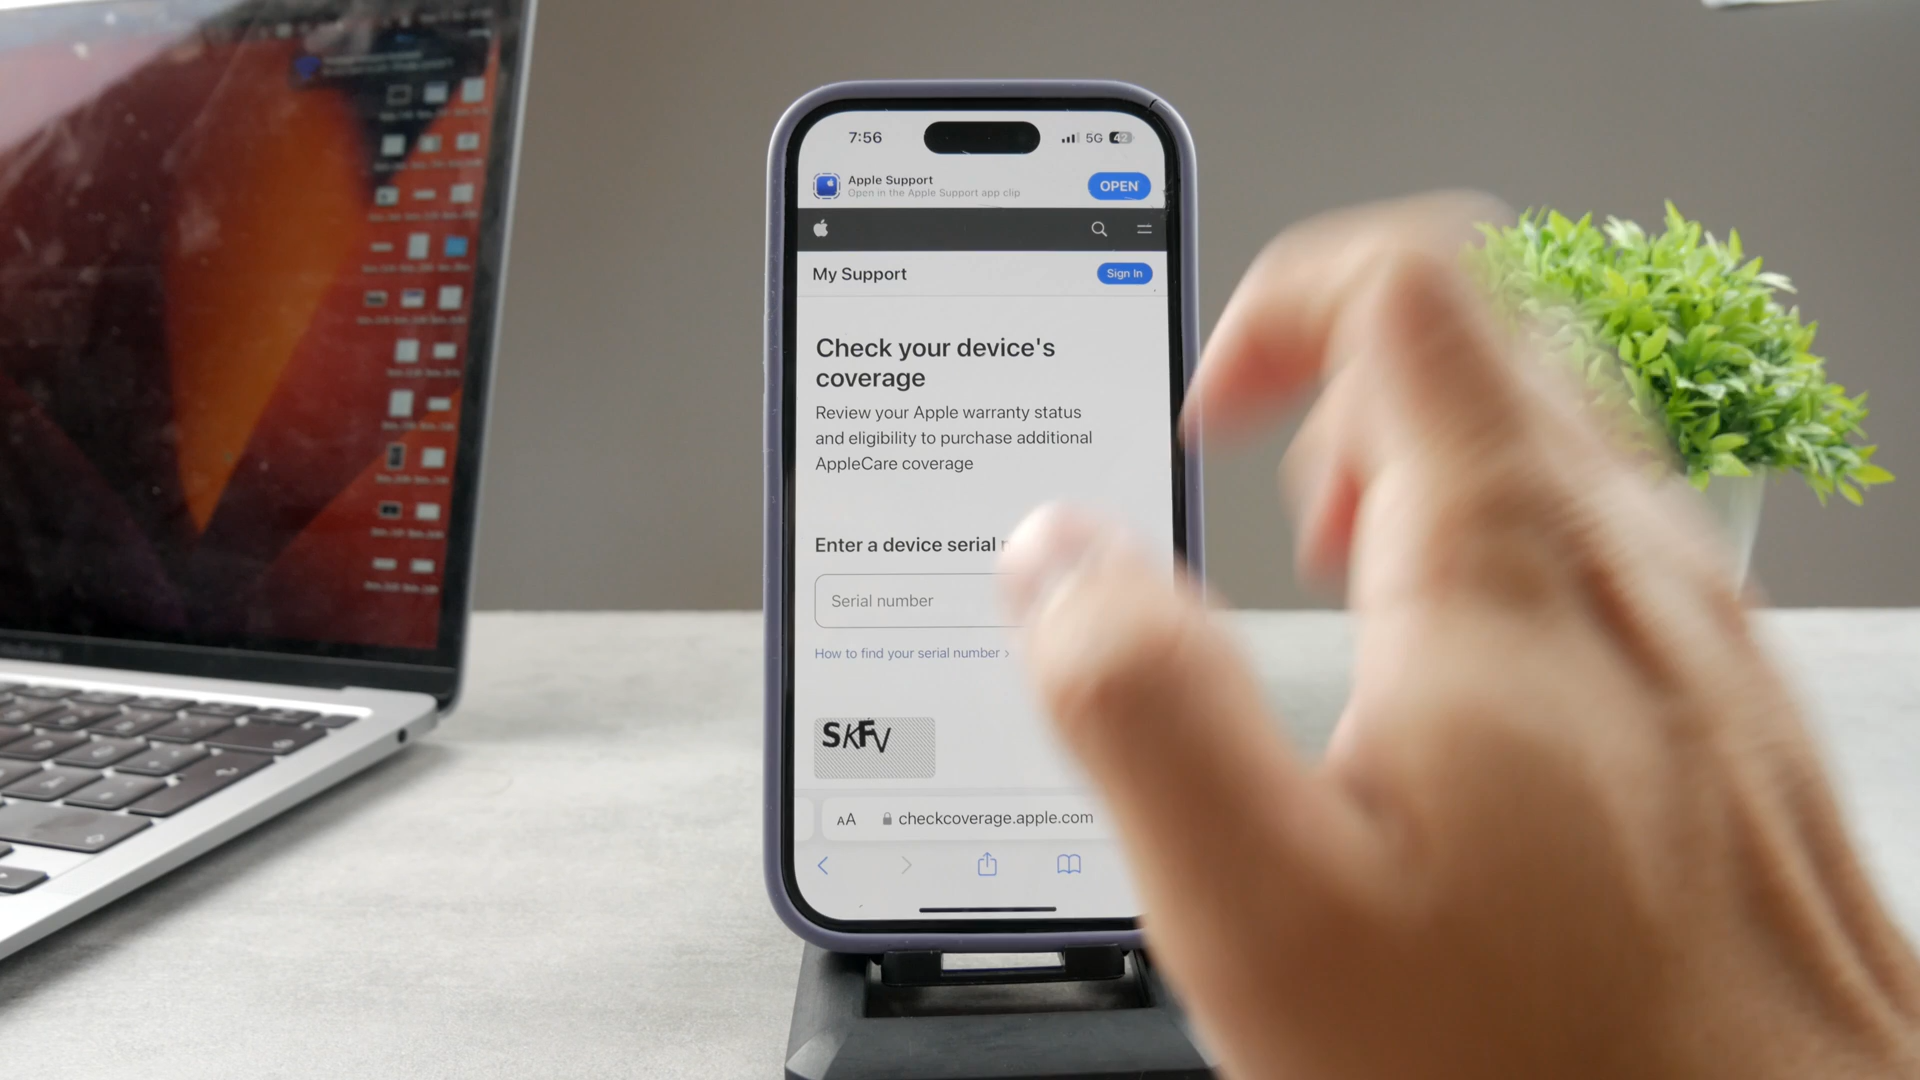 7:56
5G 42
Apple Support
Open in the Apple Support app clip
OPEN
My Support
Sign In
Check your device's
coverage
Review your Apple warranty status
and eligibility to purchase additional
AppleCare coverage
Enter a device serial
Serial number
How to find your serial number ›
SKFV
AA
checkcoverage.apple.com